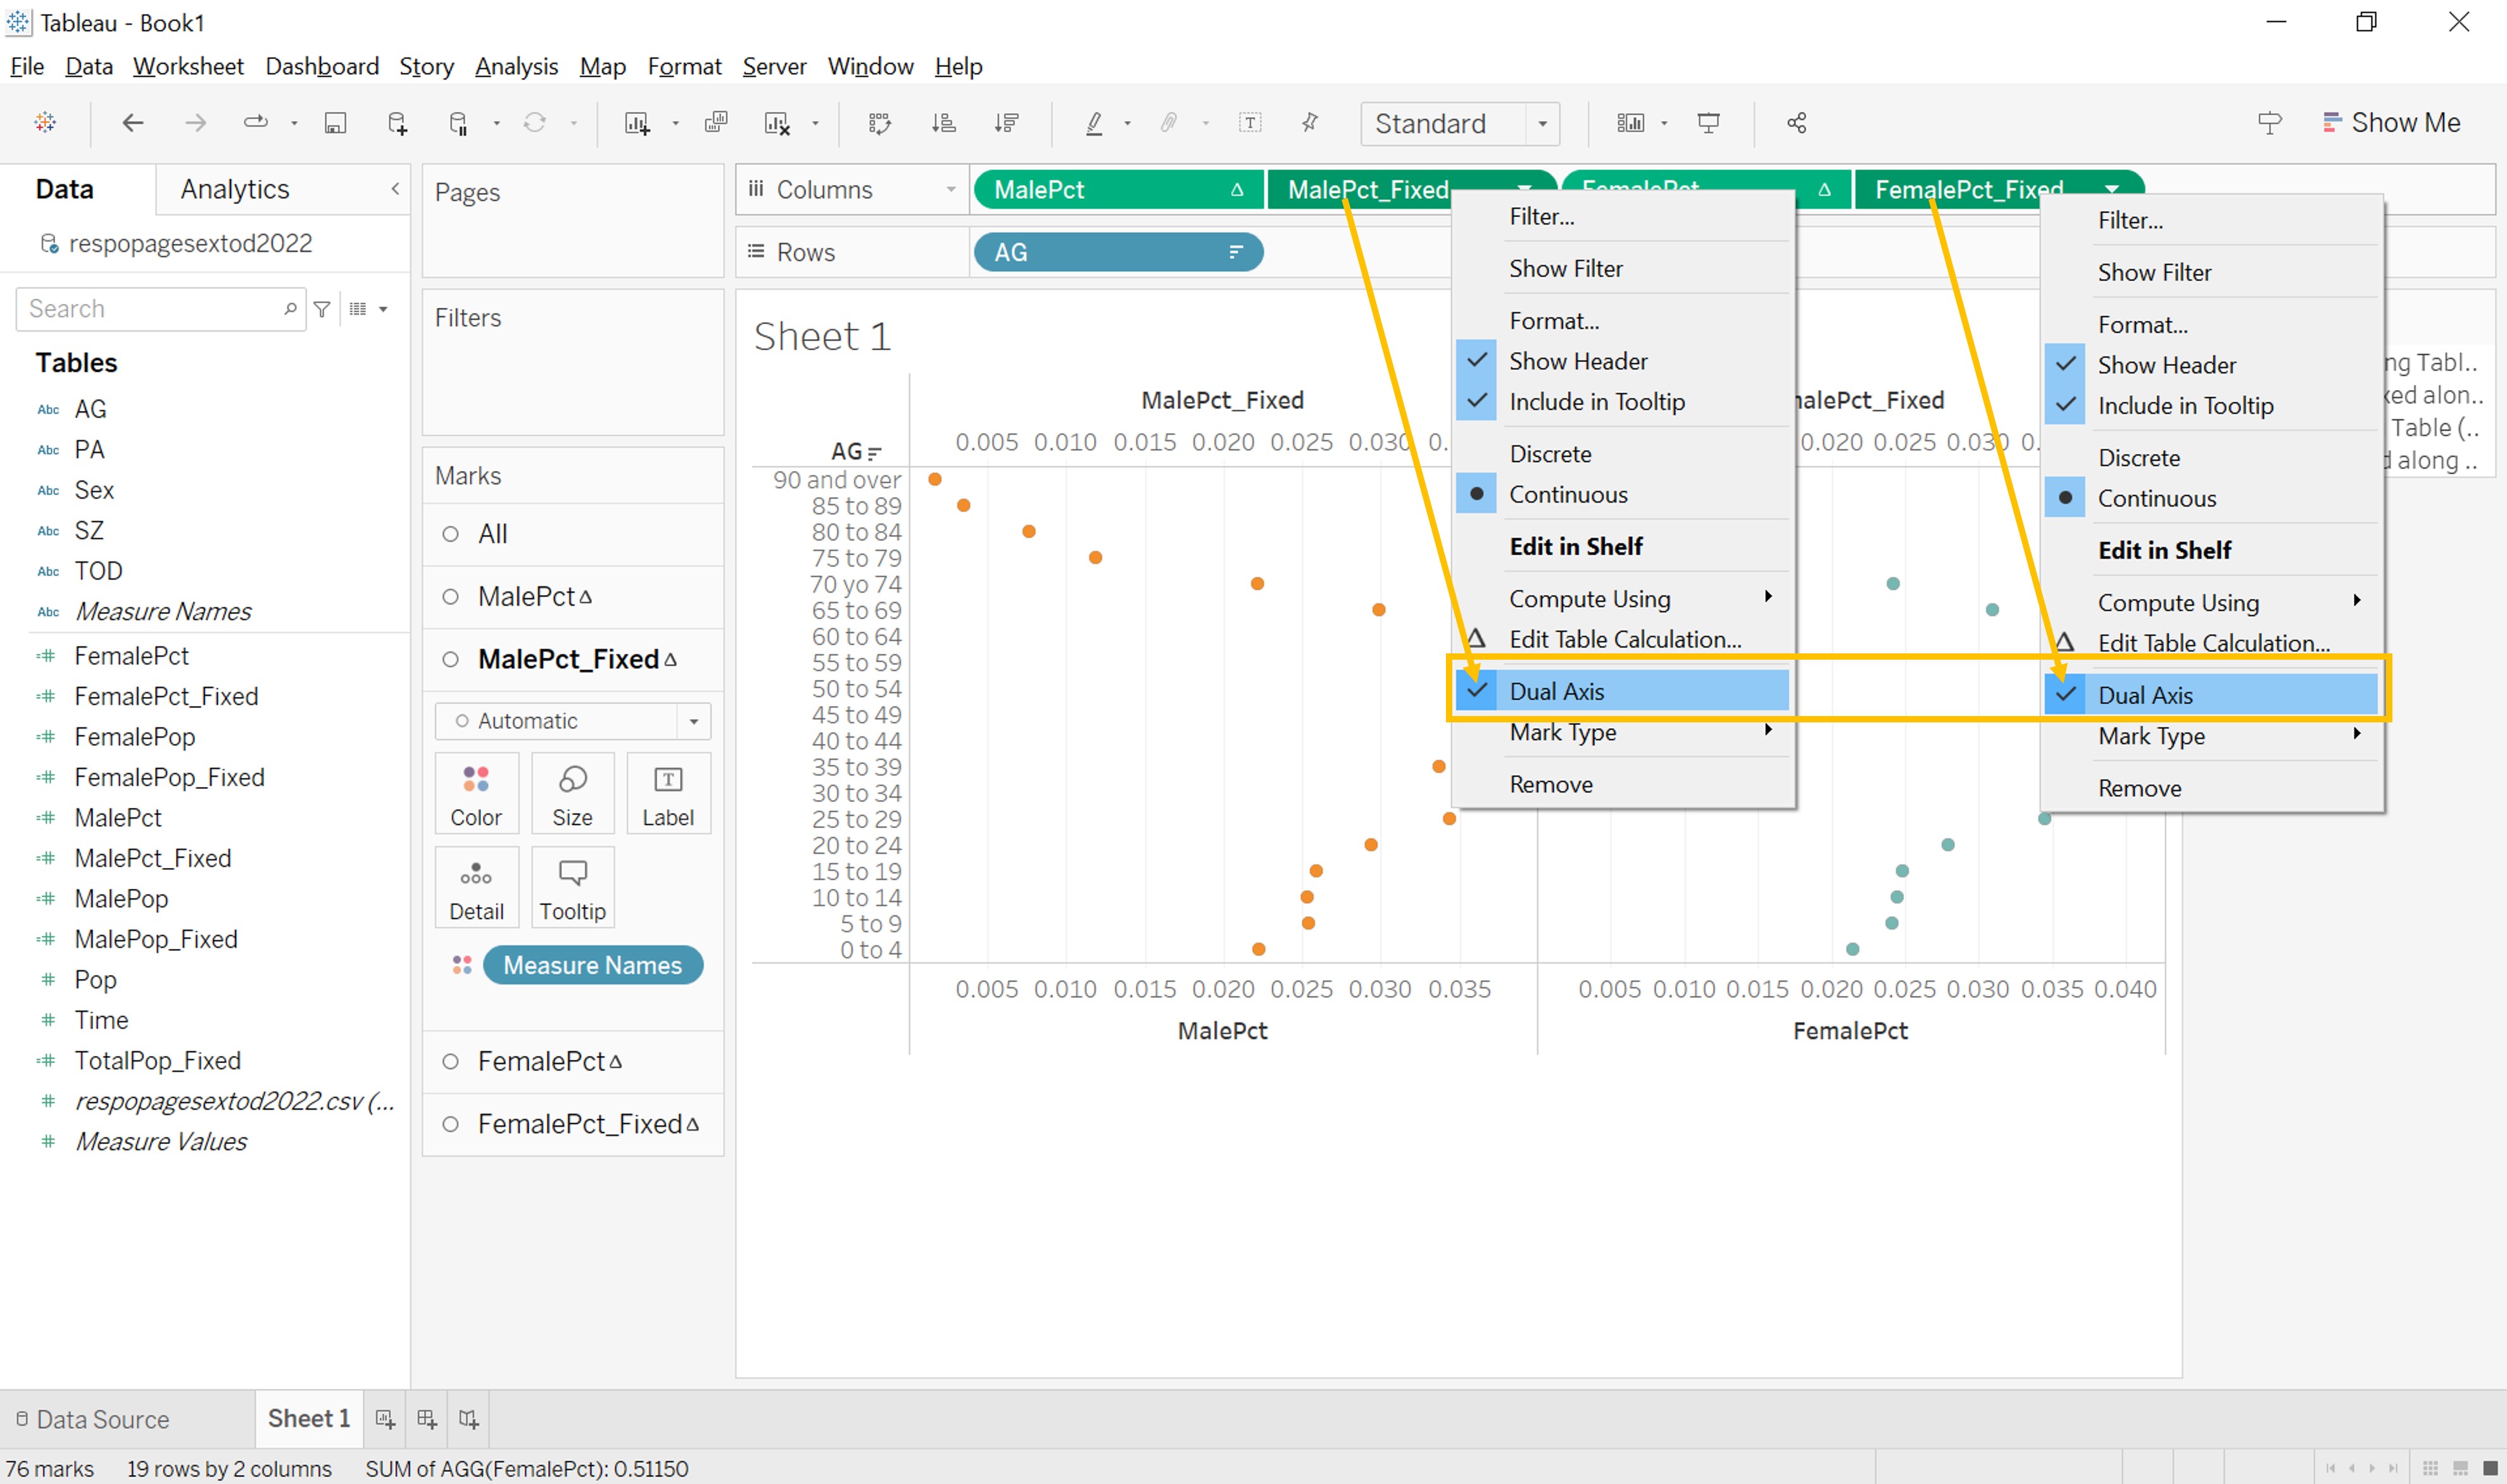 Tableau - Book1
File Data Worksheet Dashboard Story Analysis Map Format Server Window Help
Standard
Show Me
Data
Analytics
respopagesextod2022
Search
Tables
Abc AG
Abc PA
Abc Sex
Abc SZ
Abc TOD
Abc Measure Names
FemalePct
FemalePct_Fixed
FemalePop
FemalePop_Fixed
MalePct
MalePct_Fixed
MalePop
MalePop_Fixed
Pop
Time
TotalPop_Fixed
respopagesextod2022.csv (...
Measure Values
Pages
Filters
Marks
All
MalePct
MalePct_Fixed
Automatic
Color
Size
Label
Detail
Tooltip
Measure Names
FemalePct
FemalePct_Fixed
Columns
MalePct
MalePct_Fixed
FemalePct
FemalePct_Fixed
Rows
AG
Sheet 1
MalePct_Fixed
malePct_Fixed
AG
0.005 0.010 0.015 0.020 0.025 0.030 0.
0.020 0.025 0.030 0.
90 and over
85 to 89
80 to 84
75 to 79
70 yo 74
65 to 69
60 to 64
55 to 59
50 to 54
45 to 49
40 to 44
35 to 39
30 to 34
25 to 29
20 to 24
15 to 19
10 to 14
5 to 9
0 to 4
0.005 0.010 0.015 0.020 0.025 0.030 0.035
0.005 0.010 0.015 0.020 0.025 0.030 0.035 0.040
MalePct
FemalePct
Filter...
Show Filter
Format...
Show Header
Include in Tooltip
Discrete
Continuous
Edit in Shelf
Compute Using
Edit Table Calculation...
Dual Axis
Mark Type
Remove
Filter...
Show Filter
Format...
Show Header
Include in Tooltip
Discrete
Continuous
Edit in Shelf
Compute Using
Edit Table Calculation...
Dual Axis
Mark Type
Remove
ng Tabl..
xed alon..
Table (..
d along ..
Data Source
Sheet 1
76 marks
19 rows by 2 columns
SUM of AGG(FemalePct): 0.51150